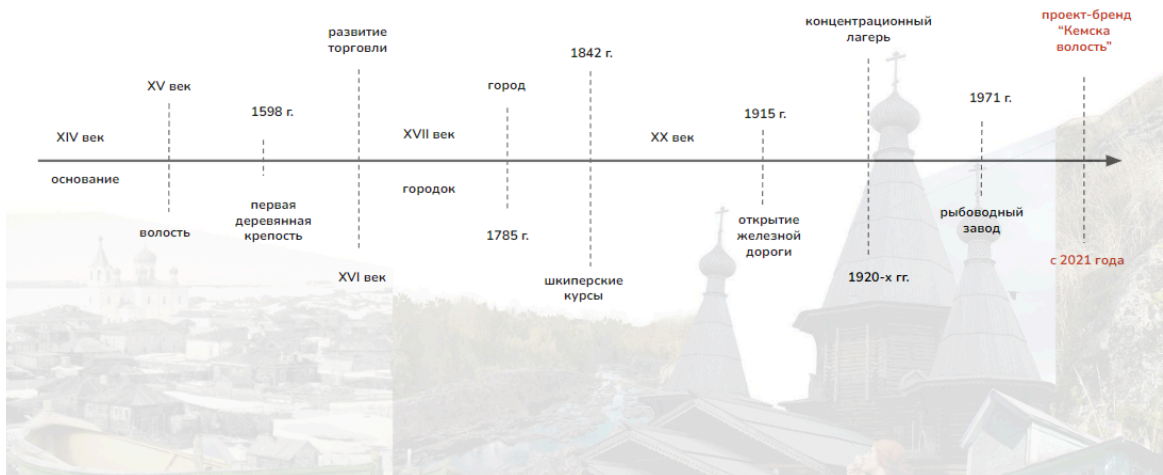 развитие
торговли
XV век
1598 г.
XIV век
основание
волость
первая
деревянная
крепость
XVI век
город
XVII век
городок
1785 г.
1842 г.
шкиперские
курсы
XX век
1915 г.
открытие
железной
дороги
концентрационный
лагерь
1920-х гг.
1971 г.
рыбоводный
завод
проект-бренд
“Кемска
волость”
с 2021 года